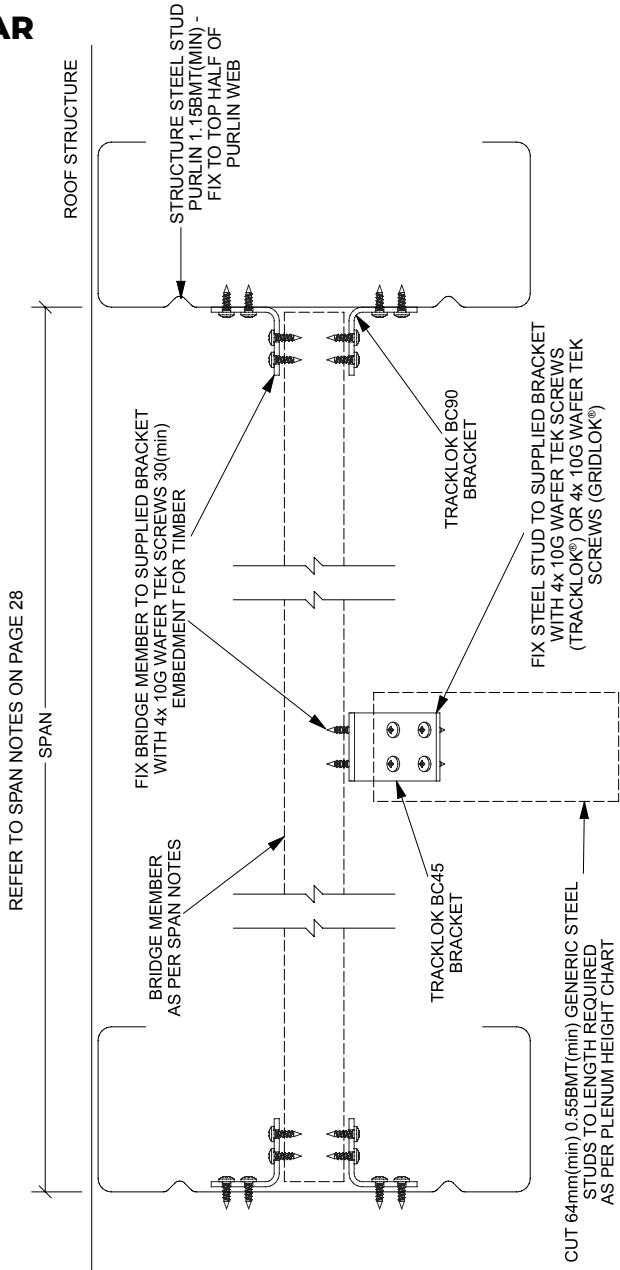 AR
REFER TO SPAN NOTES ON PAGE 28
SPAN
ROOF STRUCTURE
STRUCTURE STEEL STUD
PURLIN 1.15BMT(MIN) -
FIX TO TOP HALF OF
PURLIN WEB
FIX BRIDGE MEMBER TO SUPPLIED BRACKET
WITH 4x 10G WAFER TEK SCREWS 30(min)
EMBEDMENT FOR TIMBER
BRIDGE MEMBER
AS PER SPAN NOTES
TRACKLOK BC90
BRACKET
TRACKLOK BC45
BRACKET
FIX STEEL STUD TO SUPPLIED BRACKET
WITH 4x 10G WAFER TEK SCREWS
(TRACKLOK®) OR 4x 10G WAFER TEK
SCREWS (GRIDLOK®)
CUT 64mm(min) 0.55BMT(min) GENERIC STEEL
STUDS TO LENGTH REQUIRED
AS PER PLENUM HEIGHT CHART